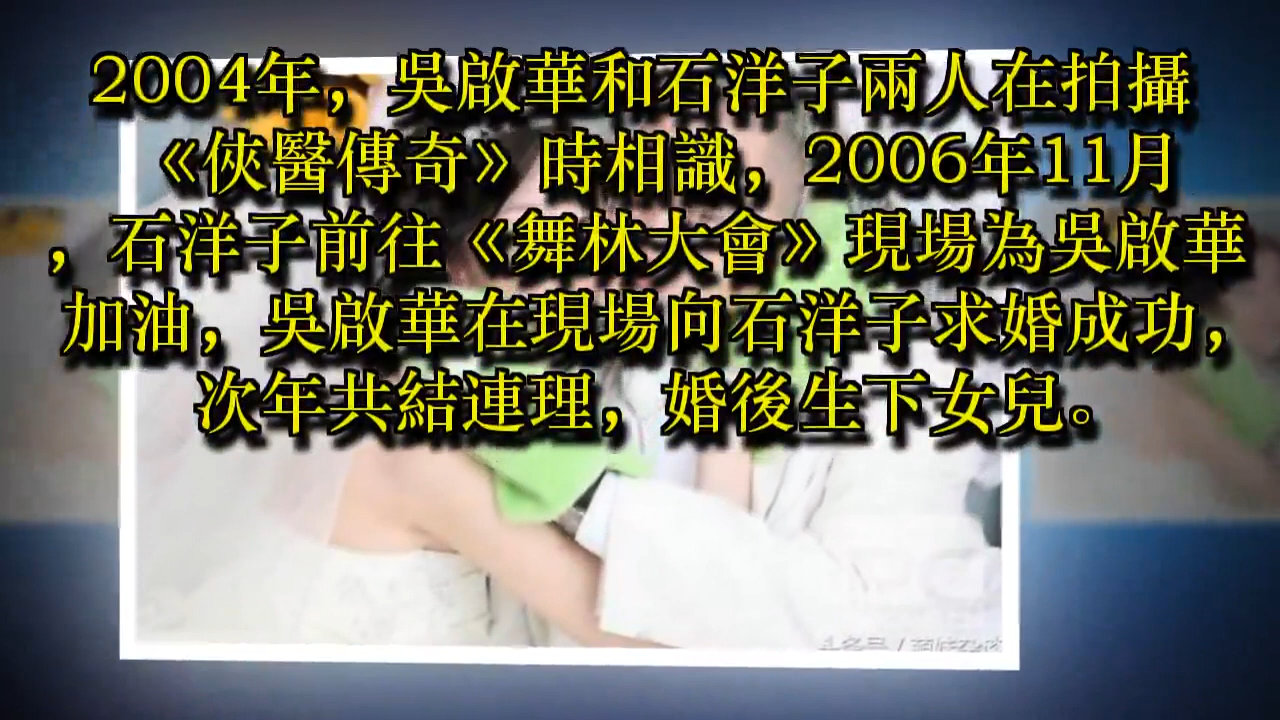 2004年，吳啟華和石洋子兩人在拍攝
《俠醫傳奇》時相識，2006年11月
，石洋子前往《舞林大會》現場為吳啟華
加油，吳啟華在現場向石洋子求婚成功，
次年共結連理，婚後生下女兒。